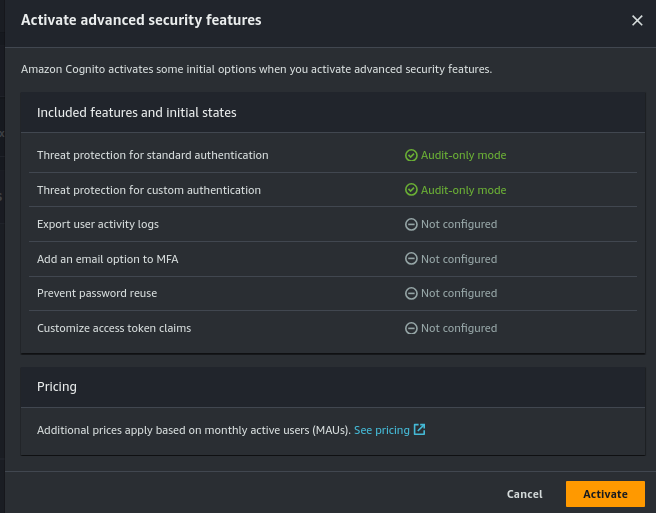 Activate advanced security features
Amazon Cognito activates some initial options when you activate advanced security features.
Included features and initial states
Threat protection for standard authentication Audit-only mode
Threat protection for custom authentication Audit-only mode
Export user activity logs Not configured
Add an email option to MFA Not configured
Prevent password reuse Not configured
Customize access token claims Not configured
Pricing
Additional prices apply based on monthly active users (MAUs). See pricing
Cancel Activate